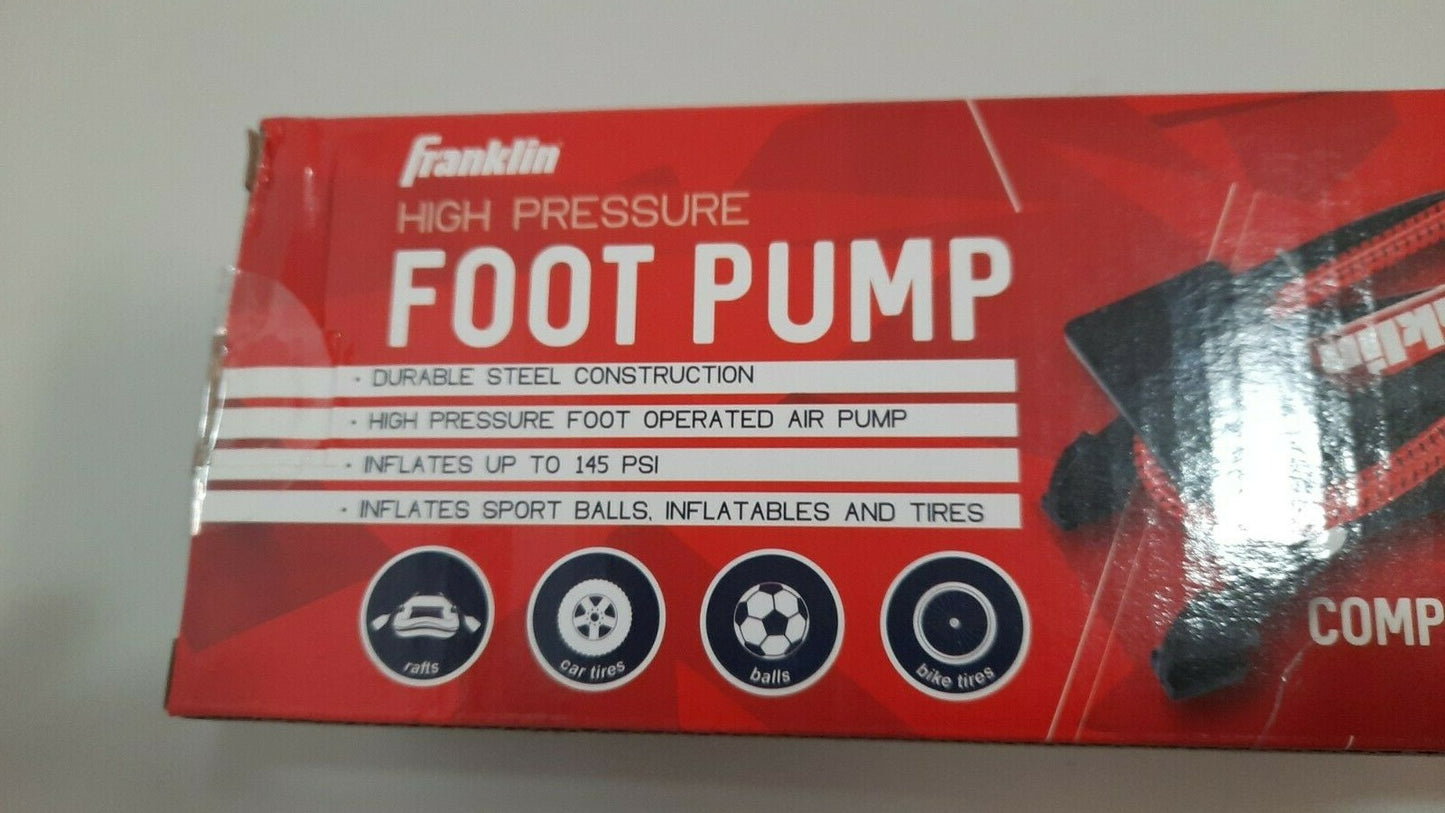 Franklin
HIGH PRESSURE
FOOT PUMP
• DURABLE STEEL CONSTRUCTION
• HIGH PRESSURE FOOT OPERATED AIR PUMP
• INFLATES UP TO 145 PSI
• INFLATES SPORT BALLS, INFLATABLES AND TIRES
rafts
car tires
balls
bike tires
klin
COMP